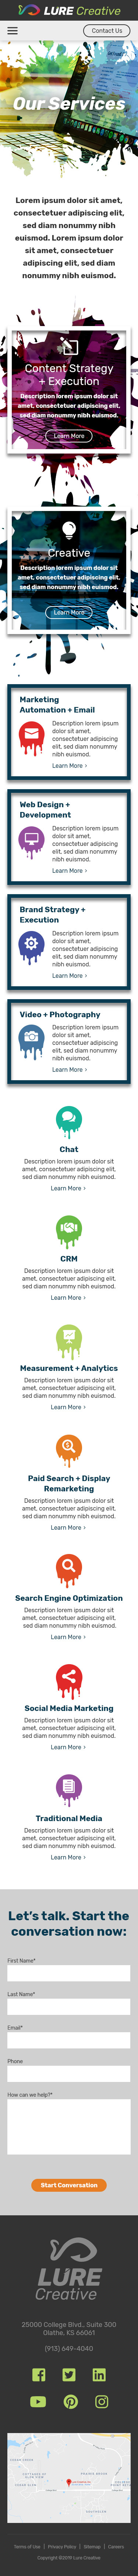 LURE Creative
Contact Us
Our Services
Lorem ipsum dolor sit amet,
consectetuer adipiscing elit,
sed diam nonummy nibh
euismod. Lorem ipsum dolor
sit amet, consectetuer
adipiscing elit, sed diam
nonummy nibh euismod.
Content Strategy
+ Execution
Description lorem ipsum dolor sit
amet, consectetuer adipiscing elit,
sed diam nonummy nibh euismod.
Learn More
Creative
Description lorem ipsum dolor sit
amet, consectetuer adipiscing elit,
sed diam nonummy nibh euismod.
Learn More
Marketing
Automation + Email
Description lorem ipsum
dolor sit amet,
consectetuer adipiscing
elit, sed diam nonummy
nibh euismod.
Learn More ›
Web Design +
Development
Description lorem ipsum
dolor sit amet,
consectetuer adipiscing
elit, sed diam nonummy
nibh euismod.
Learn More ›
Brand Strategy +
Execution
Description lorem ipsum
dolor sit amet,
consectetuer adipiscing
elit, sed diam nonummy
nibh euismod.
Learn More ›
Video + Photography
Description lorem ipsum
dolor sit amet,
consectetuer adipiscing
elit, sed diam nonummy
nibh euismod.
Learn More ›
Chat
Description lorem ipsum dolor sit
amet, consectetuer adipiscing elit,
sed diam nonummy nibh euismod.
Learn More ›
CRM
Description lorem ipsum dolor sit
amet, consectetuer adipiscing elit,
sed diam nonummy nibh euismod.
Learn More ›
Measurement + Analytics
Description lorem ipsum dolor sit
amet, consectetuer adipiscing elit,
sed diam nonummy nibh euismod.
Learn More ›
Paid Search + Display
Remarketing
Description lorem ipsum dolor sit
amet, consectetuer adipiscing elit,
sed diam nonummy nibh euismod.
Learn More ›
Search Engine Optimization
Description lorem ipsum dolor sit
amet, consectetuer adipiscing elit,
sed diam nonummy nibh euismod.
Learn More ›
Social Media Marketing
Description lorem ipsum dolor sit
amet, consectetuer adipiscing elit,
sed diam nonummy nibh euismod.
Learn More ›
Traditional Media
Description lorem ipsum dolor sit
amet, consectetuer adipiscing elit,
sed diam nonummy nibh euismod.
Learn More ›
Let's talk. Start the
conversation now:
First Name*
Last Name*
Email*
Phone
How can we help?*
Start Conversation
LURE
Creative
25000 College Blvd., Suite 300
Olathe, KS 66061
(913) 649-4040
Terms of Use | Privacy Policy | Sitemap | Careers
Copyright ©2019 Lure Creative